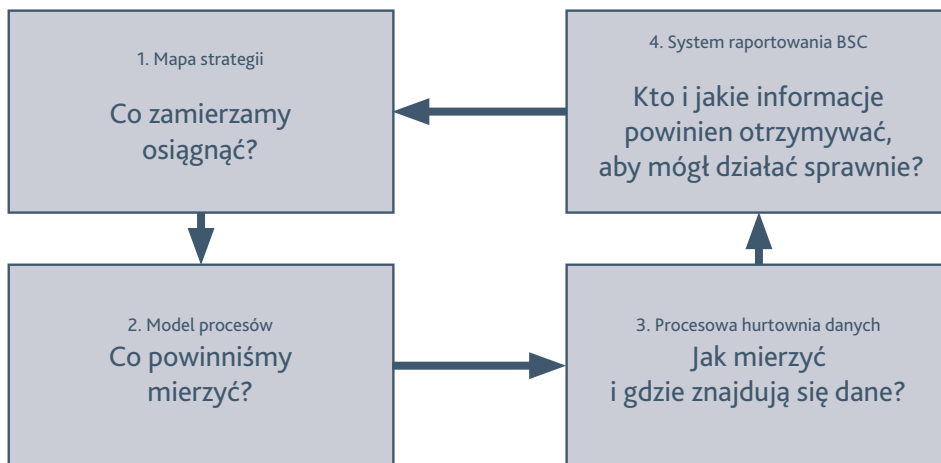 1. Mapa strategii
Co zamierzamy
osiągnąć?
2. Model procesów
Co powinniśmy
mierzyć?
3. Procesowa hurtownia danych
Jak mierzyć
i gdzie znajdują się dane?
4. System raportowania BSC
Kto i jakie informacje
powinien otrzymywać,
aby mógł działać sprawnie?